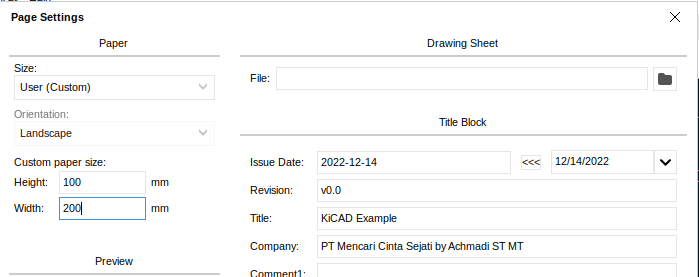 Page Settings
Paper
Size:
User (Custom)
Orientation:
Landscape
Custom paper size:
Height: 100 mm
Width: 200 mm
Preview
Drawing Sheet
File:
Title Block
Issue Date: 2022-12-14 <<< 12/14/2022
Revision: v0.0
Title: KiCAD Example
Company: PT Mencari Cinta Sejati by Achmadi ST MT
Comment1: